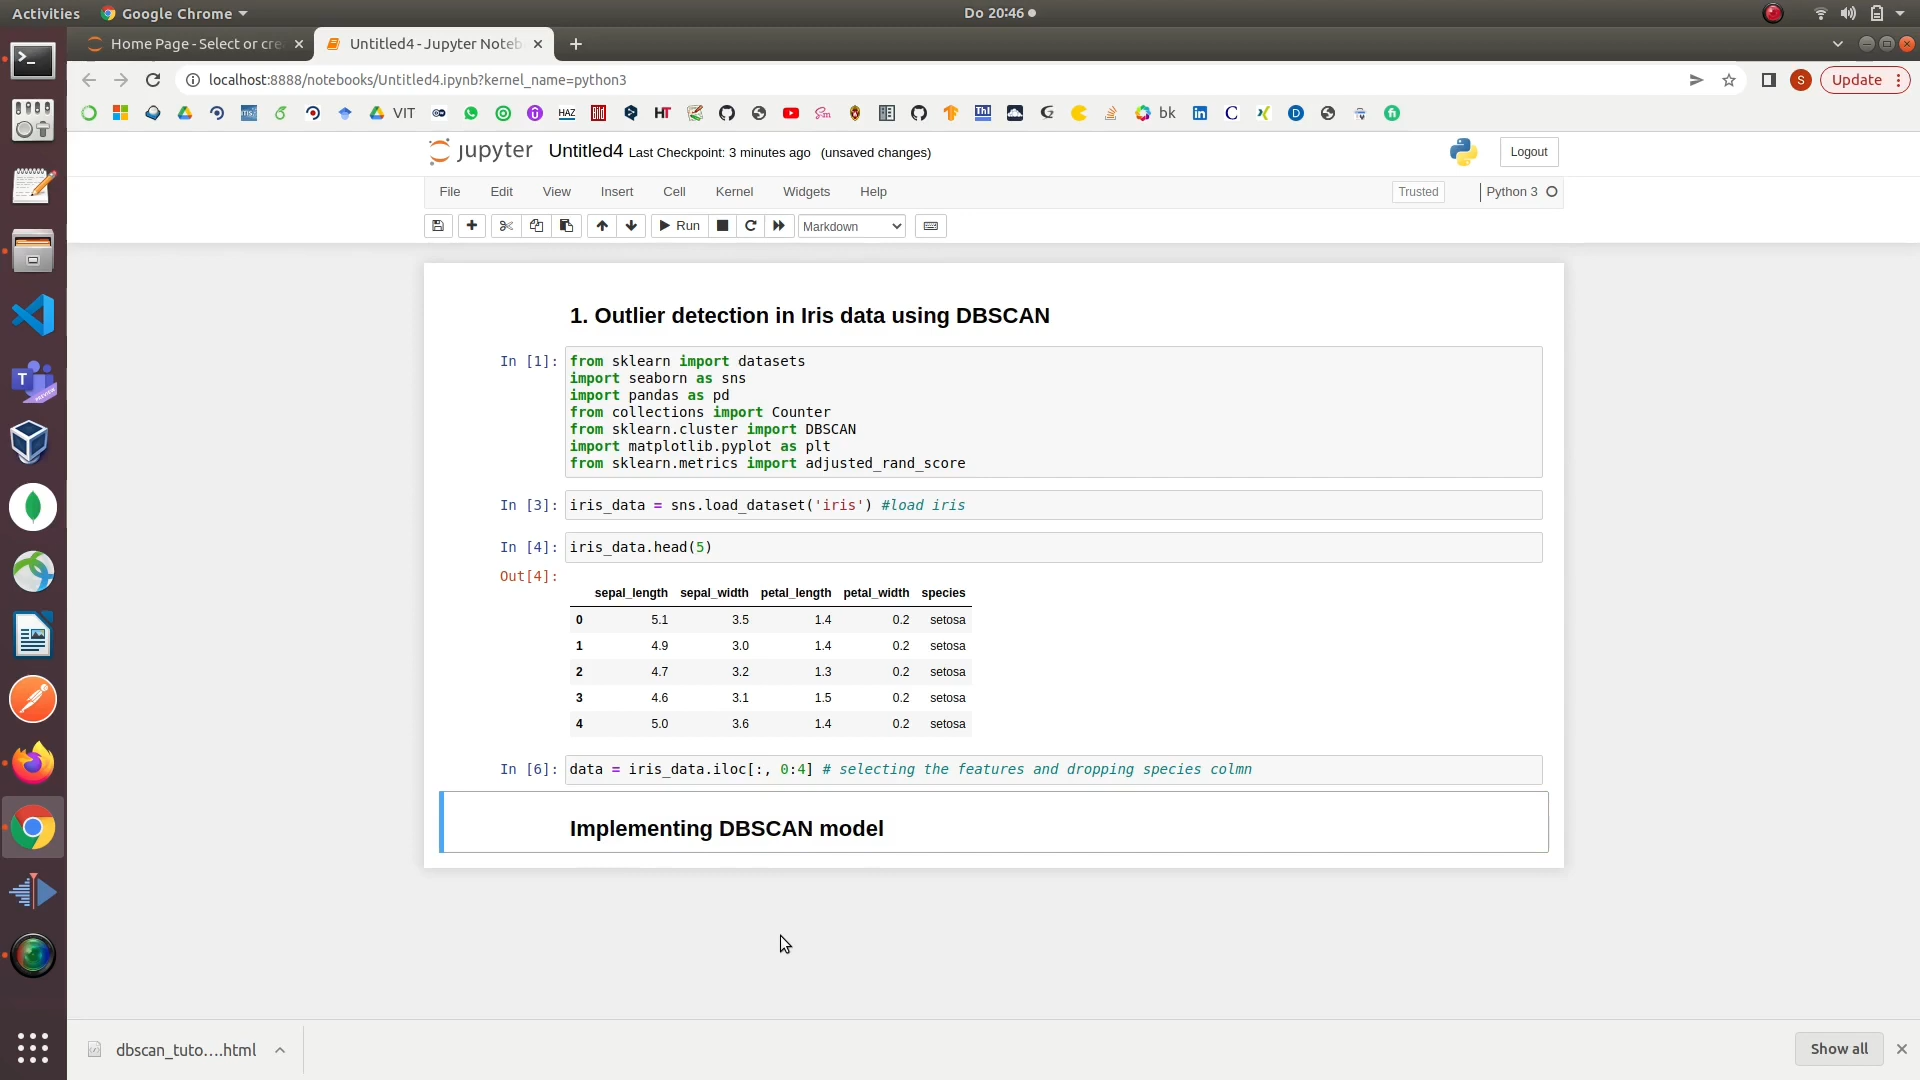 Activities
Google Chrome
Do 20:46
Home Page - Select or cre
Untitled4 - Jupyter Noteb
localhost:8888/notebooks/Untitled4.ipynb?kernel_name=python3
S
Update
VIT
HAZ
HT
ThI
bk
jupyter
Untitled4
Last Checkpoint: 3 minutes ago
(unsaved changes)
Logout
File
Edit
View
Insert
Cell
Kernel
Widgets
Help
Trusted
Python 3
Run
Markdown
1. Outlier detection in Iris data using DBSCAN
In [1]:
from sklearn import datasets
import seaborn as sns
import pandas as pd
from collections import Counter
from sklearn.cluster import DBSCAN
import matplotlib.pyplot as plt
from sklearn.metrics import adjusted_rand_score
In [3]: iris_data = sns.load_dataset('iris') #load iris
In [4]: iris_data.head(5)
Out[4]:
sepal_length sepal_width petal_length petal_width species
0 5.1 3.5 1.4 0.2 setosa
1 4.9 3.0 1.4 0.2 setosa
2 4.7 3.2 1.3 0.2 setosa
3 4.6 3.1 1.5 0.2 setosa
4 5.0 3.6 1.4 0.2 setosa
In [6]: data = iris_data.iloc[:, 0:4] # selecting the features and dropping species colmn
Implementing DBSCAN model
dbscan_tuto....html
Show all